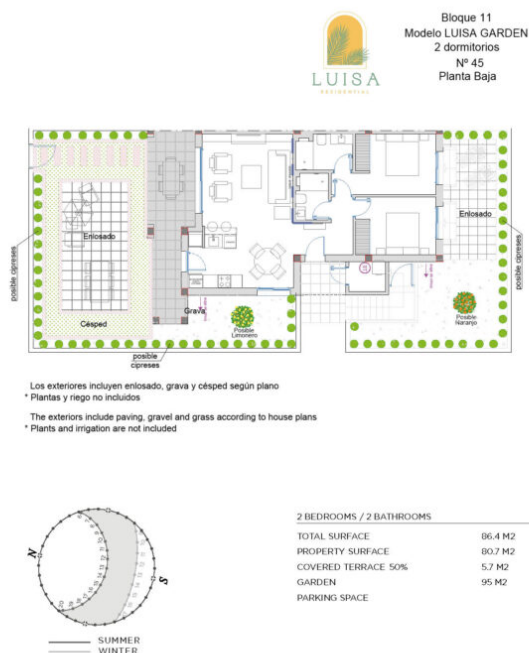 Bloque 11
Modelo LUISA GARDEN
2 dormitorios
Nº 45
Planta Baja
LUISA
RESIDENTIAL
Enlosado
Enlosado
posible cipreses
posible cipreses
Grava
Posible
Limonero
Posible
Naranjo
Césped
posible
cipreses
Los exteriores incluyen enlosado, grava y césped según plano
* Plantas y riego no incluidos
The exteriors include paving, gravel and grass according to house plans
* Plants and irrigation are not included
N
S
SUMMER
WINTER
2 BEDROOMS / 2 BATHROOMS
TOTAL SURFACE 86.4 M2
PROPERTY SURFACE 80.7 M2
COVERED TERRACE 50% 5.7 M2
GARDEN 95 M2
PARKING SPACE